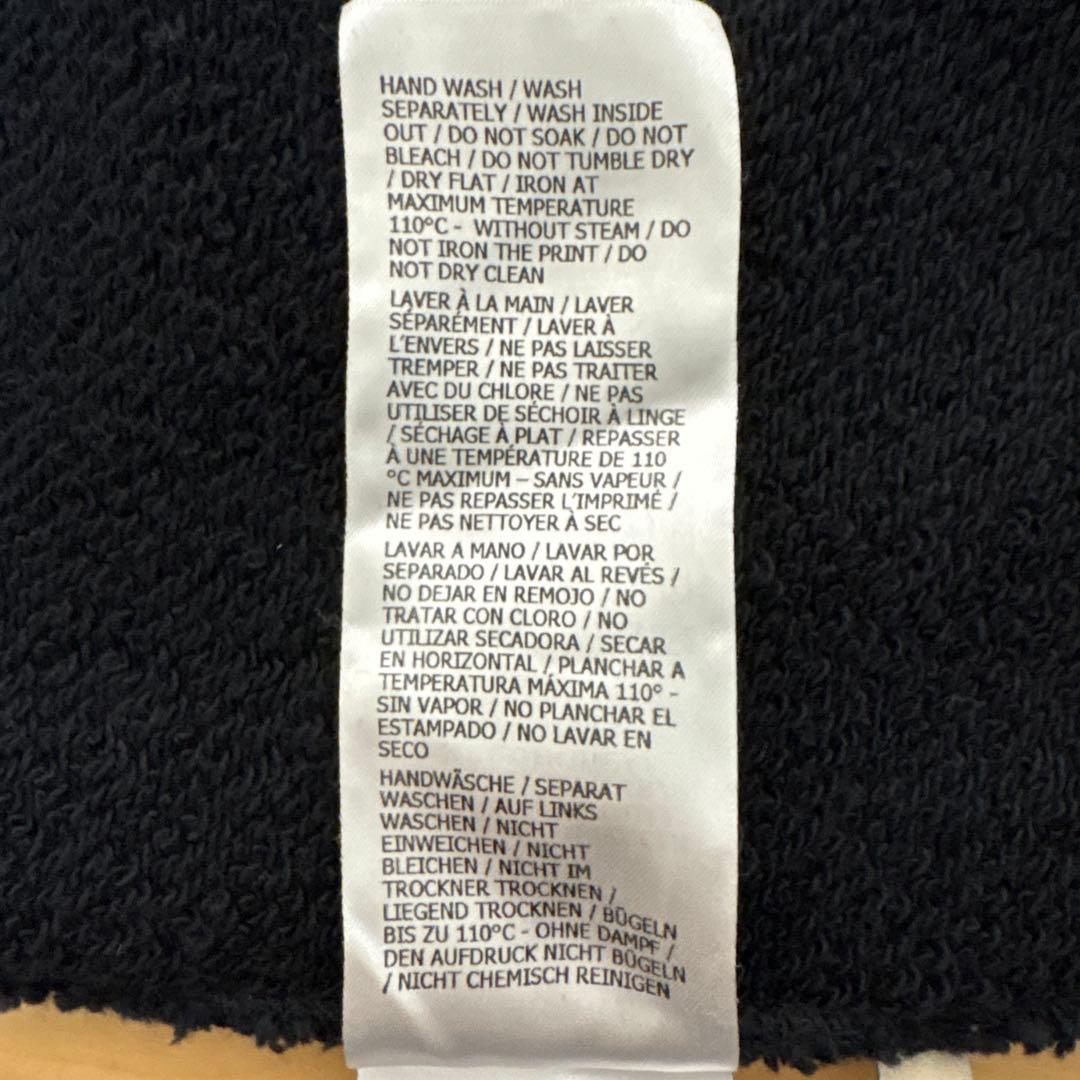 HAND WASH / WASH
SEPARATELY / WASH INSIDE
OUT / DO NOT SOAK / DO NOT
BLEACH / DO NOT TUMBLE DRY
/ DRY FLAT / IRON AT
MAXIMUM TEMPERATURE
110°C - WITHOUT STEAM / DO
NOT IRON THE PRINT / DO
NOT DRY CLEAN
LAVER À LA MAIN / LAVER
SÉPARÉMENT / LAVER À
L'ENVERS / NE PAS LAISSER
TREMPER / NE PAS TRAITER
AVEC DU CHLORE / NE PAS
UTILISER DE SÉCHOIR À LINGE
/ SÉCHAGE À PLAT / REPASSER
À UNE TEMPÉRATURE DE 110
°C MAXIMUM – SANS VAPEUR /
NE PAS REPASSER L'IMPRIMÉ /
NE PAS NETTOYER À SEC
LAVAR A MANO / LAVAR POR
SEPARADO / LAVAR AL REVÉS /
NO DEJAR EN REMOJO / NO
TRATAR CON CLORO / NO
UTILIZAR SECADORA / SECAR
EN HORIZONTAL / PLANCHAR A
TEMPERATURA MÁXIMA 110° -
SIN VAPOR / NO PLANCHAR EL
ESTAMPADO / NO LAVAR EN
SECO
HANDWÄSCHE / SEPARAT
WASCHEN / AUF LINKS
WASCHEN / NICHT
EINWEICHEN / NICHT
BLEICHEN / NICHT IM
TROCKNER TROCKNEN /
LIEGEND TROCKNEN / BÜGELN
BIS ZU 110°C - OHNE DAMPF /
DEN AUFDRUCK NICHT BÜGELN
/ NICHT CHEMISCH REINIGEN